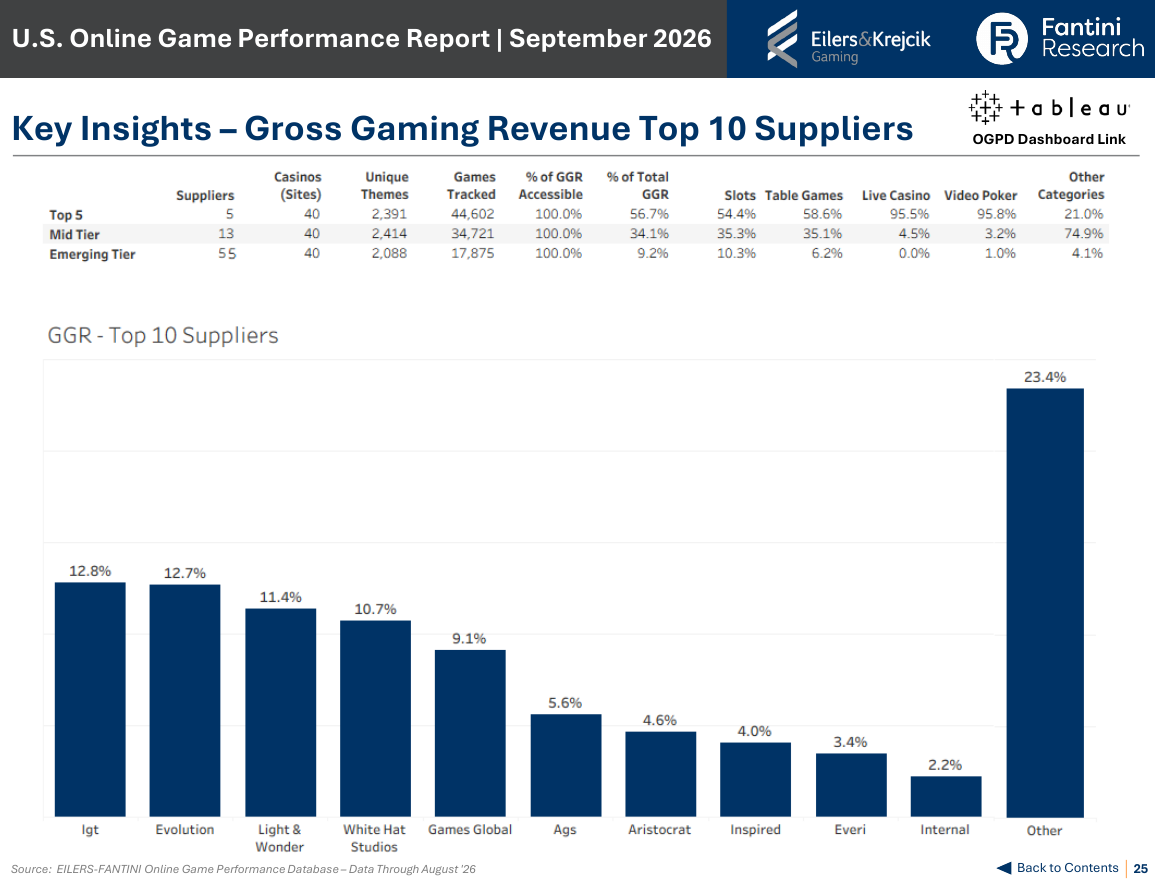 U.S. Online Game Performance Report | September 2026
Eilers&Krejcik
Gaming
Fantini
Research
Key Insights – Gross Gaming Revenue Top 10 Suppliers
+ a b | e a u
OGPD Dashboard Link
Suppliers Casinos (Sites) Unique Themes Games Tracked % of GGR Accessible % of Total GGR Slots Table Games Live Casino Video Poker Other Categories
Top 5 5 40 2,391 44,602 100.0% 56.7% 54.4% 58.6% 95.5% 95.8% 21.0%
Mid Tier 13 40 2,414 34,721 100.0% 34.1% 35.3% 35.1% 4.5% 3.2% 74.9%
Emerging Tier 55 40 2,088 17,875 100.0% 9.2% 10.3% 6.2% 0.0% 1.0% 4.1%
GGR - Top 10 Suppliers
12.8%
12.7%
11.4%
10.7%
9.1%
5.6%
4.6%
4.0%
3.4%
2.2%
23.4%
Igt
Evolution
Light &
Wonder
White Hat
Studios
Games Global
Ags
Aristocrat
Inspired
Everi
Internal
Other
Source: EILERS-FANTINI Online Game Performance Database – Data Through August '26
Back to Contents | 25